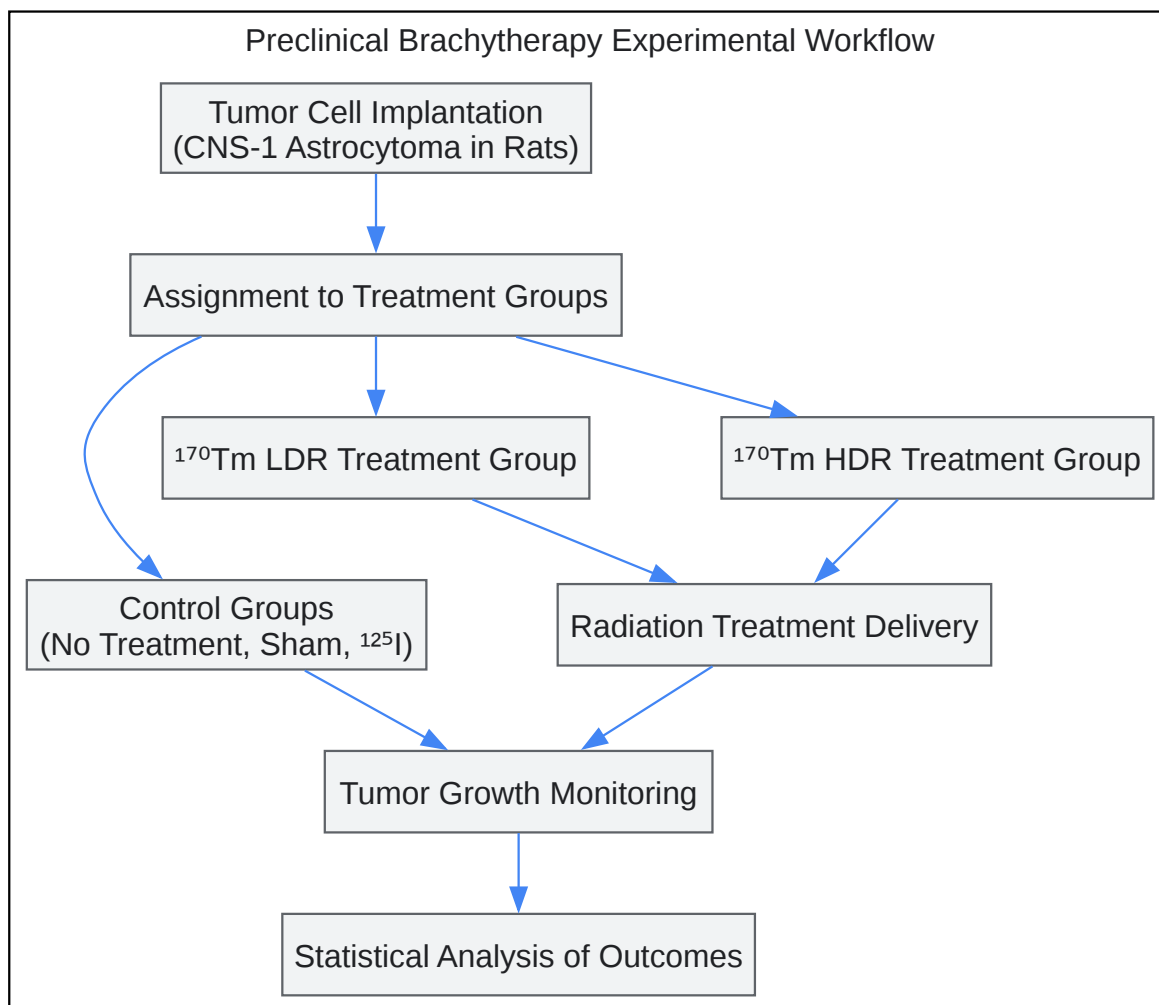 Preclinical Brachytherapy Experimental Workflow
Tumor Cell Implantation
(CNS-1 Astrocytoma in Rats)
Assignment to Treatment Groups
¹⁷⁰Tm LDR Treatment Group
¹⁷⁰Tm HDR Treatment Group
Control Groups
(No Treatment, Sham, ¹²⁵I)
Radiation Treatment Delivery
Tumor Growth Monitoring
Statistical Analysis of Outcomes